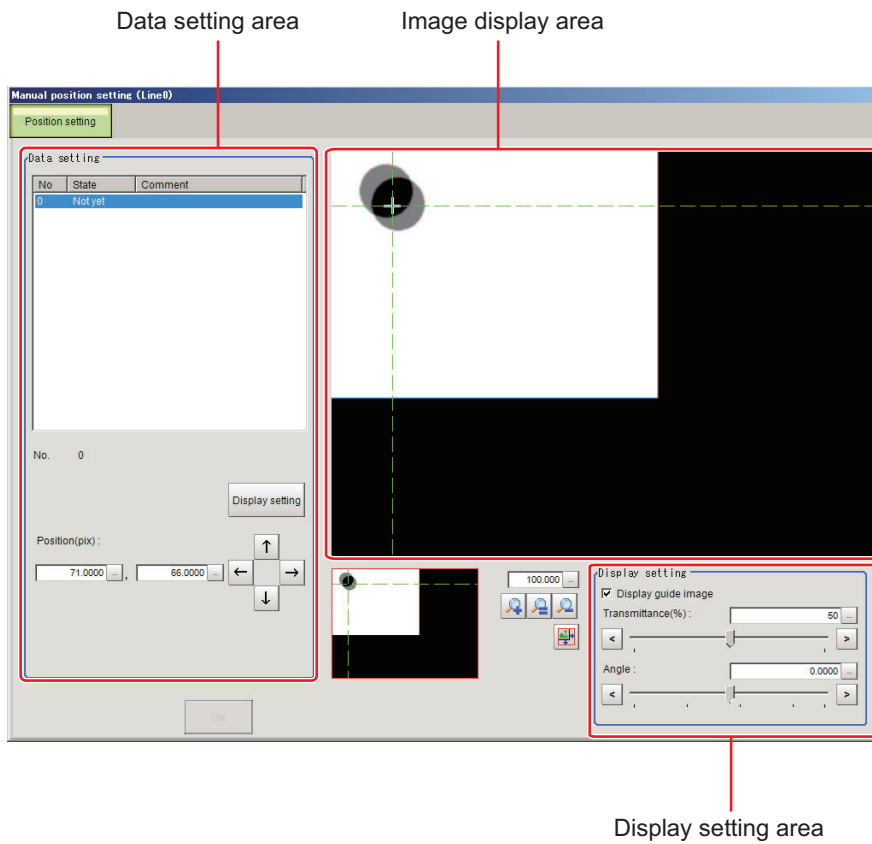 Data setting area
Image display area
Manual position setting (Line0)
Position setting
Data setting
No State Comment
0 Not yet
No. 0
Display setting
Position(pix) :
71.0000 ... , 66.0000 ...
↑
← →
↓
100.000 ...
Display setting
Display guide image
Transmittance(%) : 50 ...
< >
Angle : 0.0000 ...
< >
OK
Display setting area